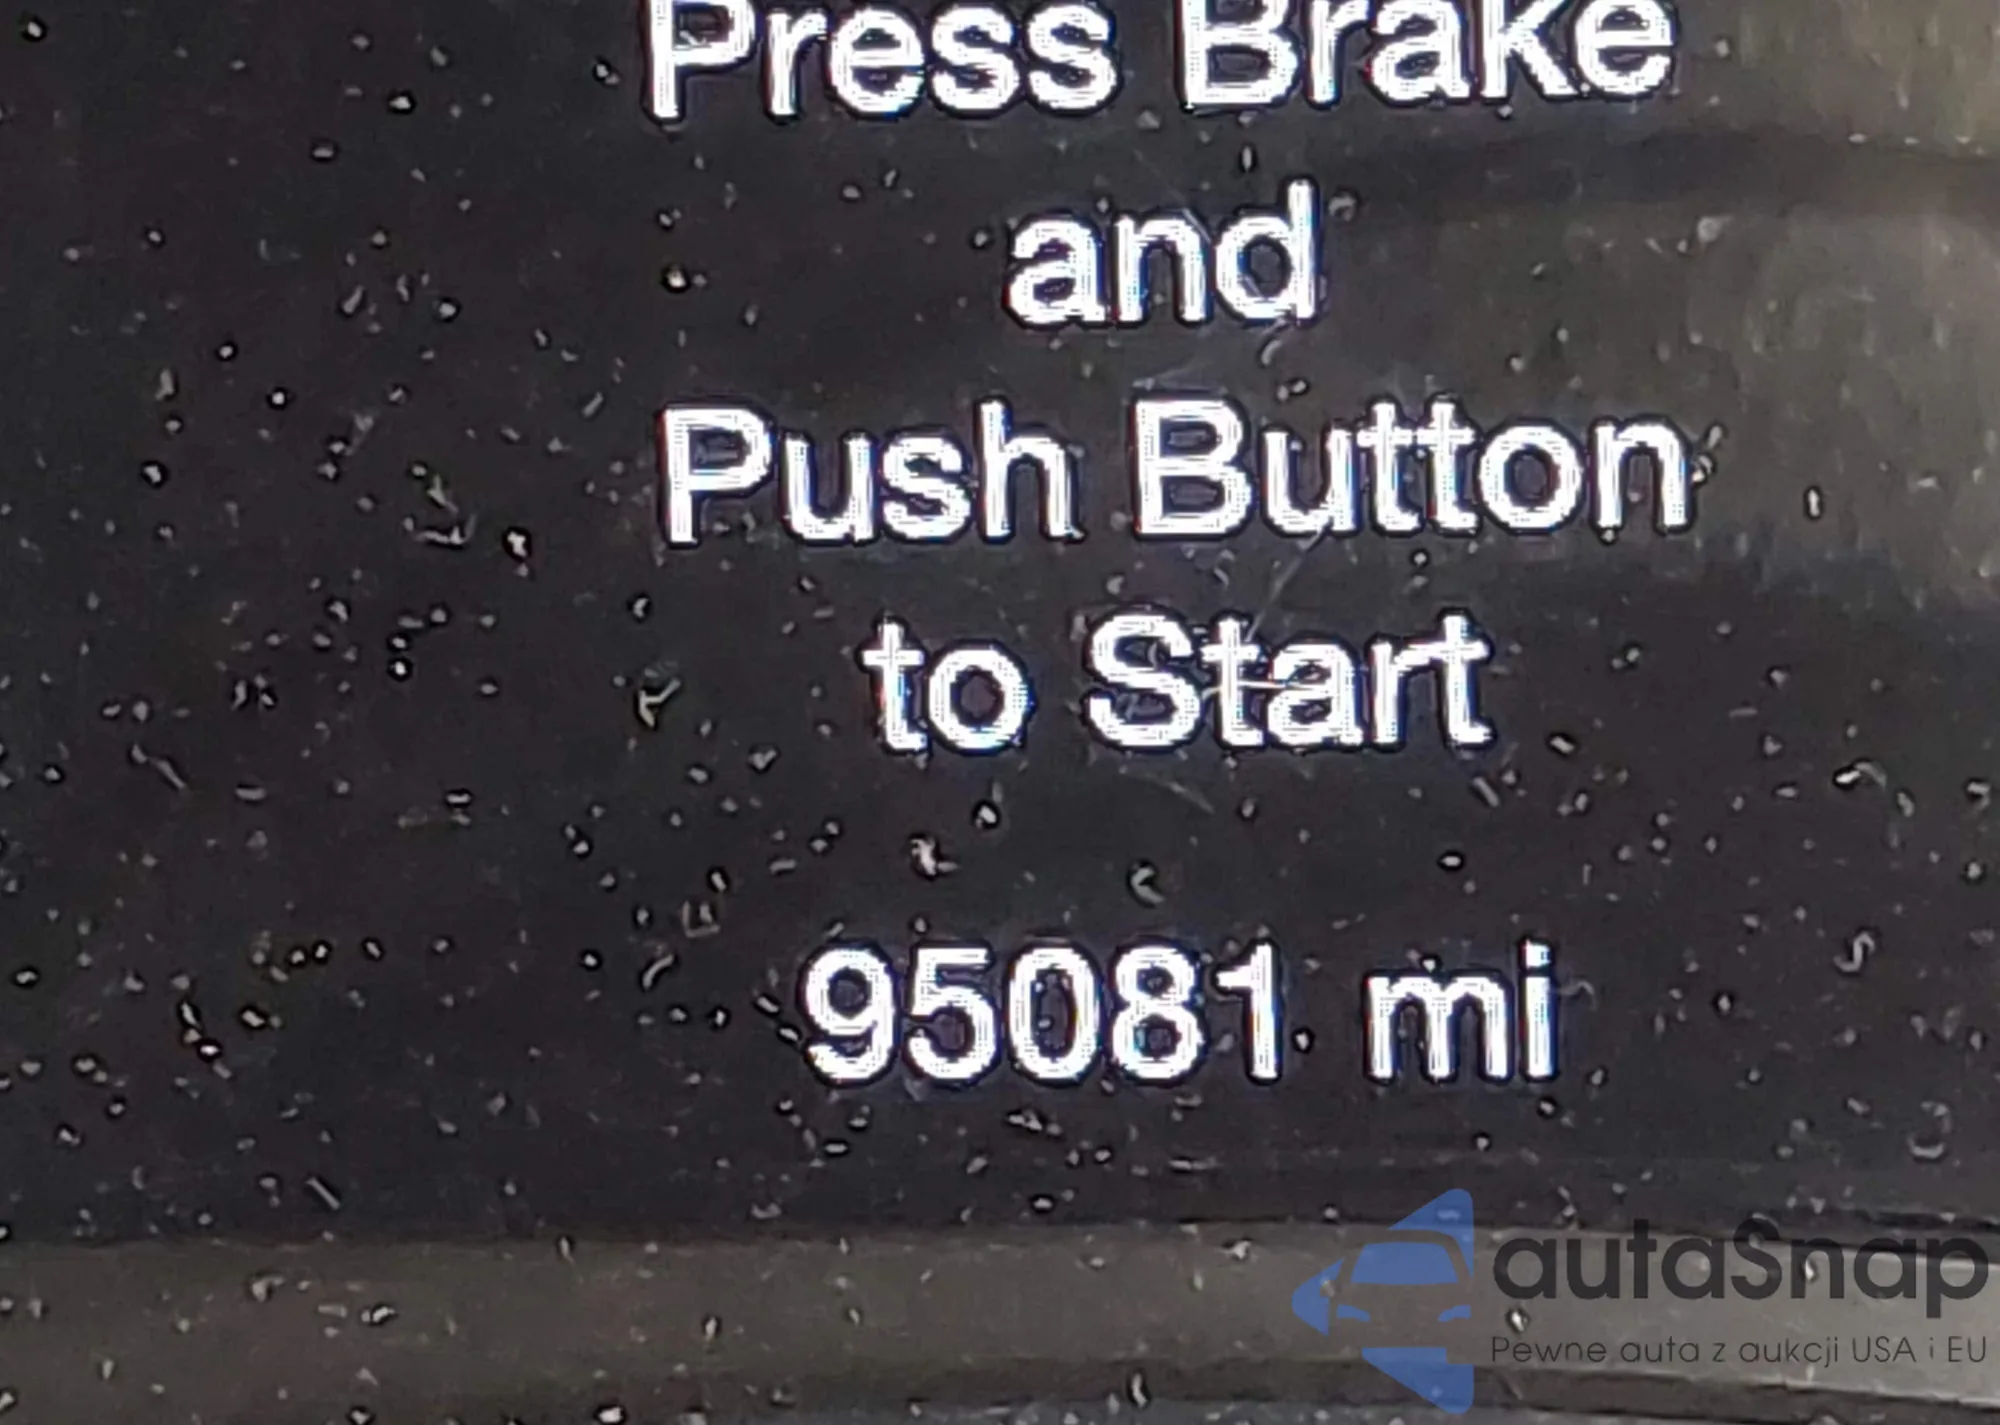 Press Brake
and
Push Button
to Start
95081 mi
autaSnap
Pewne auta z aukcji USA i EU